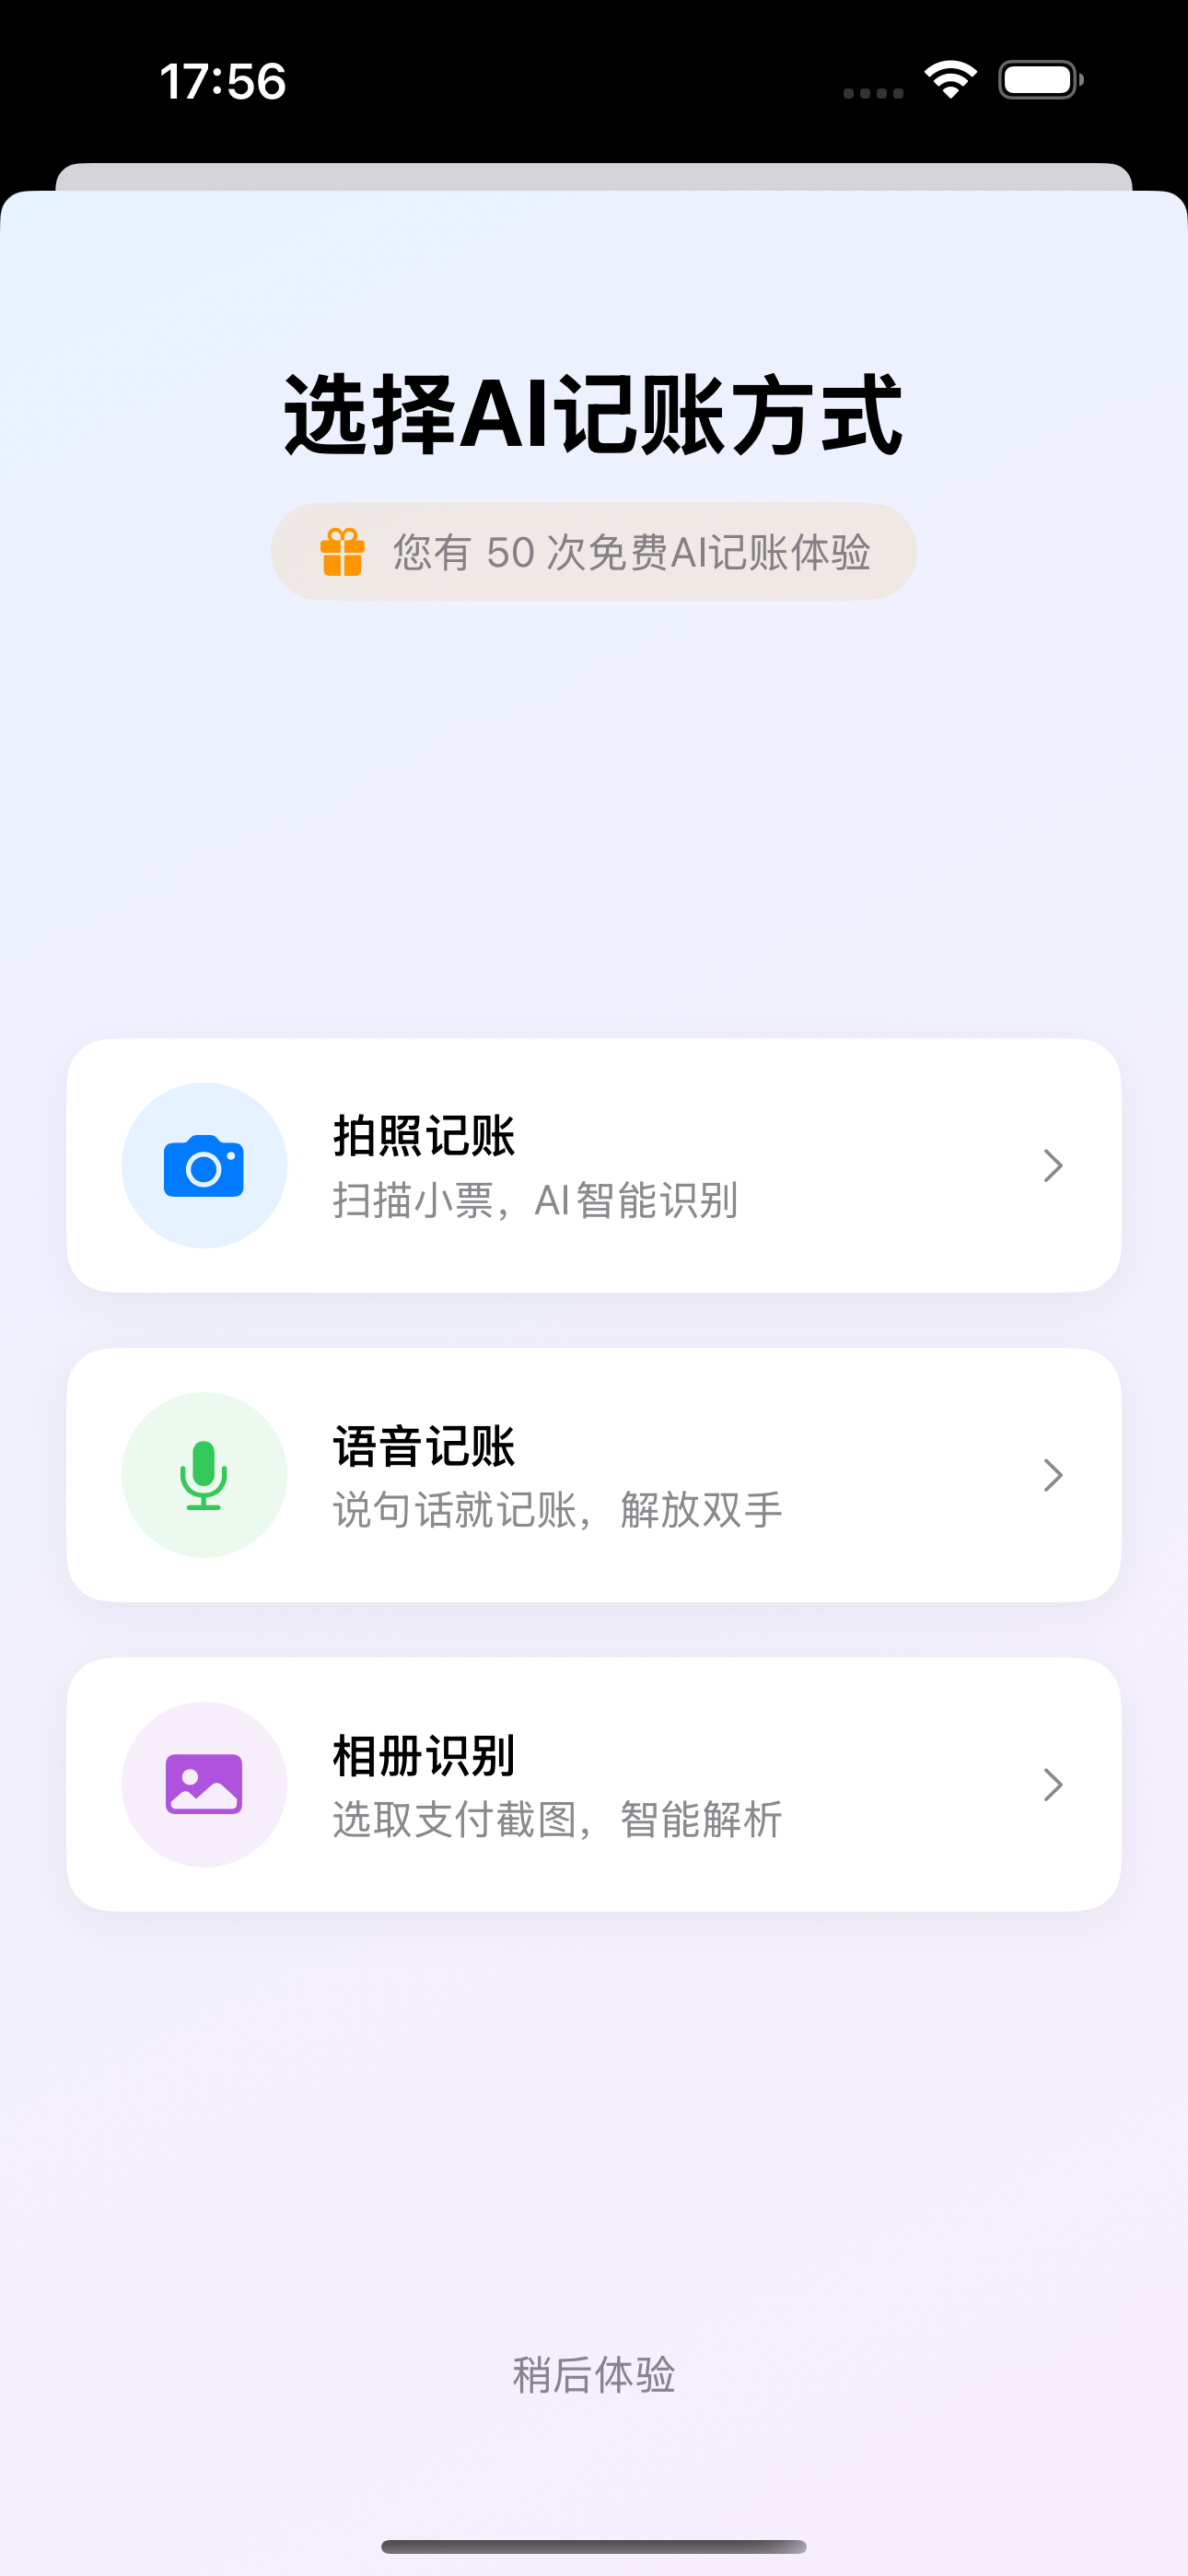 17:56
选择AI记账方式
您有 50 次免费AI记账体验
拍照记账
扫描小票，AI智能识别
语音记账
说句话就记账，解放双手
相册识别
选取支付截图，智能解析
稍后体验